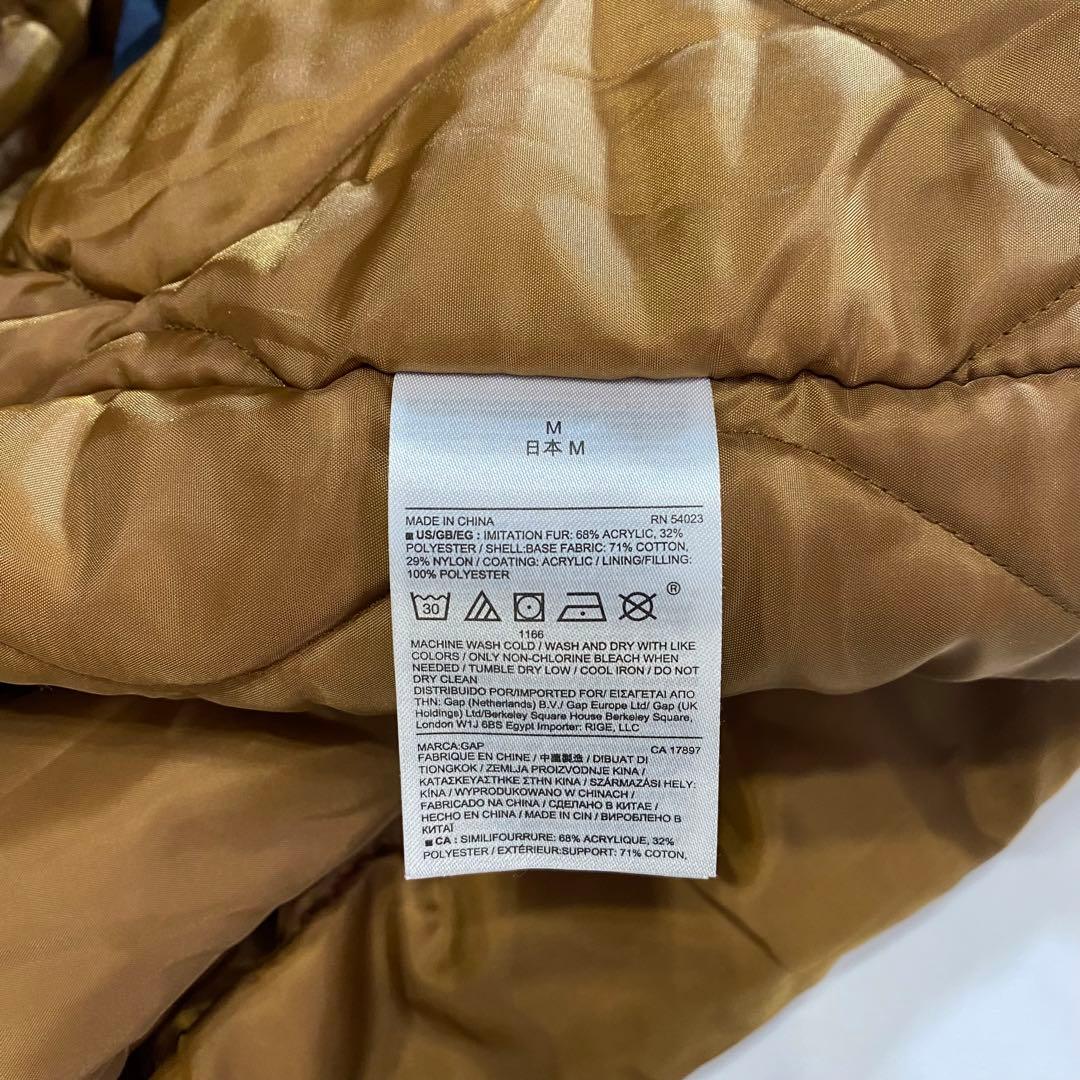 M
日本 M
MADE IN CHINA RN 54023
US/GB/EG : IMITATION FUR: 68% ACRYLIC, 32%
POLYESTER / SHELL:BASE FABRIC: 71% COTTON,
29% NYLON / COATING: ACRYLIC / LINING/FILLING:
100% POLYESTER
30 ®
1166
MACHINE WASH COLD / WASH AND DRY WITH LIKE
COLORS / ONLY NON-CHLORINE BLEACH WHEN
NEEDED / TUMBLE DRY LOW / COOL IRON / DO NOT
DRY CLEAN
DISTRIBUIDO POR/IMPORTED FOR/ ΕΙΣΑΓΕΤΑΙ ΑΠΟ
ΤΗΝ: Gap (Netherlands) B.V./ Gap Europe Ltd/ Gap (UK
Holdings) Ltd/Berkeley Square House Berkeley Square,
London W1J 6BS Egypt Importer: RIGE, LLC
MARCA:GAP CA 17897
FABRIQUE EN CHINE / 中國製造 / DIBUAT DI
TIONGKOK / ZEMLJA PROIZVODNJE KINA /
ΚΑΤΑΣΚΕΥΑΣΤΗΚΕ ΣΤΗΝ ΚΙΝΑ / SZÁRMAZÁSI HELY:
KÍNA / WYPRODUKOWANO W CHINACH /
FABRICADO NA CHINA / СДЕЛАНО В КИТАЕ /
HECHO EN CHINA / MADE IN CIN / ВИРОБЛЕНО В
КИТАЇ
CA : SIMILIFOURRURE: 68% ACRYLIQUE, 32%
POLYESTER / EXTÉRIEUR:SUPPORT: 71% COTON,